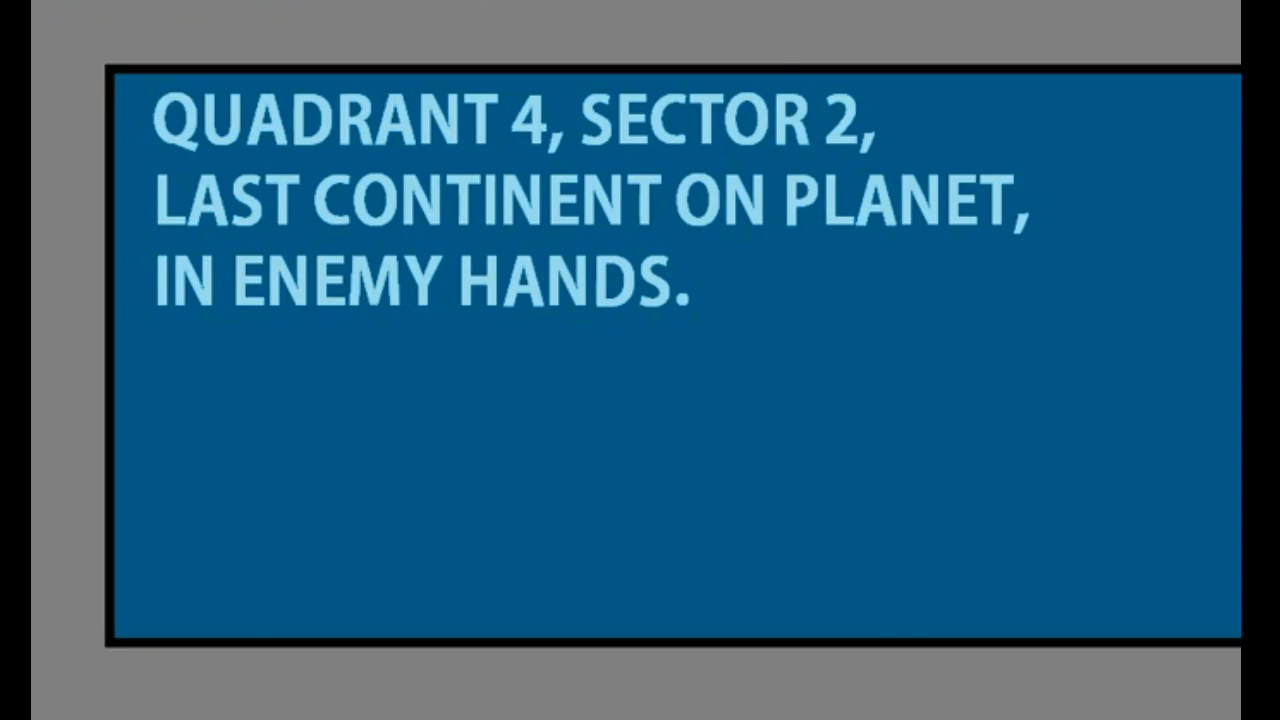 QUADRANT 4, SECTOR 2,
LAST CONTINENT ON PLANET,
IN ENEMY HANDS.